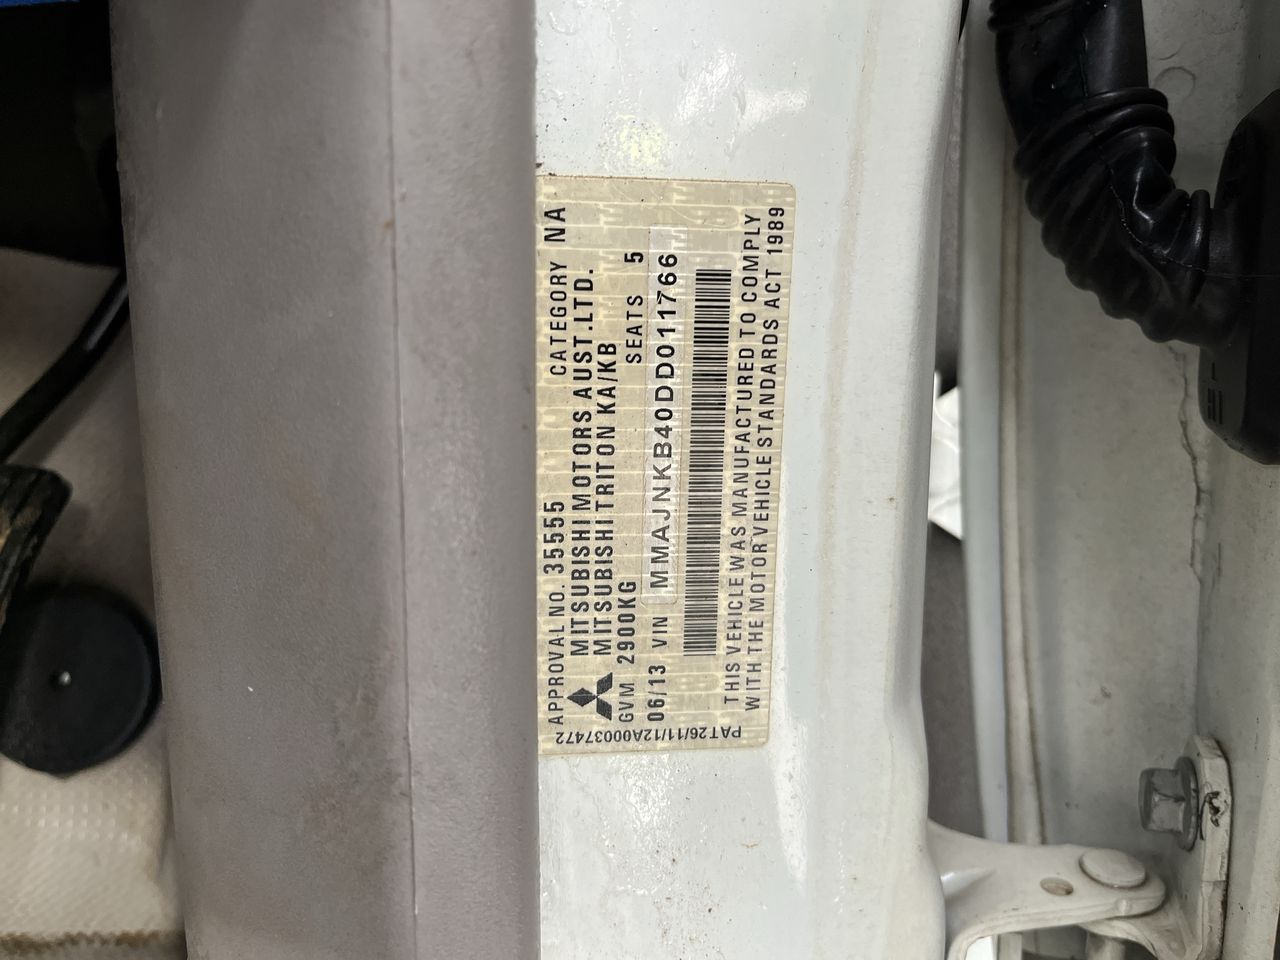 APPROVAL NO. 35555 CATEGORY NA
MITSUBISHI MOTORS AUST.LTD.
MITSUBISHI TRITON KA/KB
GVM 2900KG SEATS 5
06/13 VIN MMAJNKB40DD011766
THIS VEHICLE WAS MANUFACTURED TO COMPLY
WITH THE MOTOR VEHICLE STANDARDS ACT 1989
PAT26/11/12A00037472